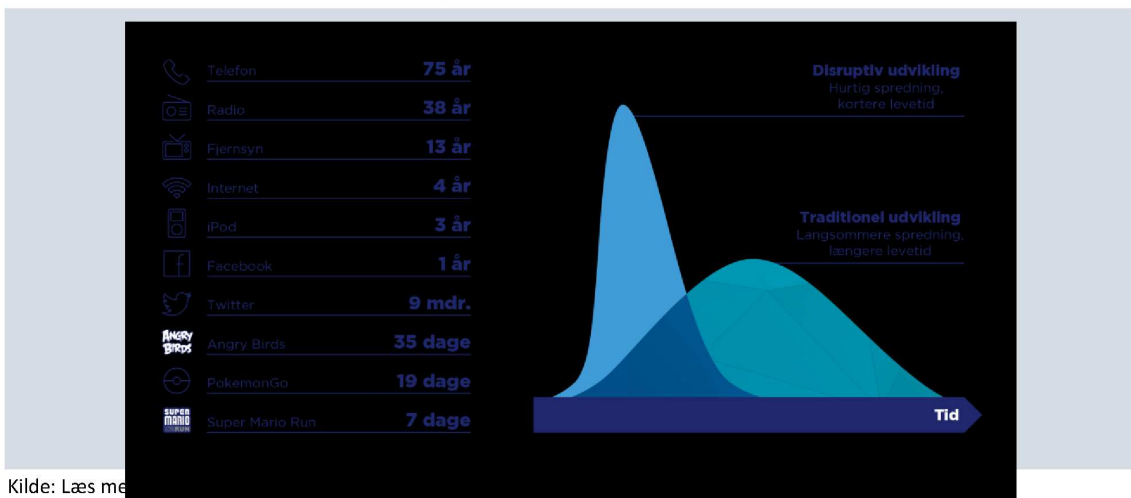 Telefon 75 år
Radio 38 år
Fjernsyn 13 år
Internet 4 år
iPod 3 år
Facebook 1 år
Twitter 9 mdr.
ANGRY
BIRDS
Angry Birds 35 dage
PokemonGo 19 dage
SUPER
MARIO
RUN
Super Mario Run 7 dage
Disruptiv udvikling
Hurtig spredning,
kortere levetid
Traditionel udvikling
Langsommere spredning,
længere levetid
Tid
Kilde: Læs me